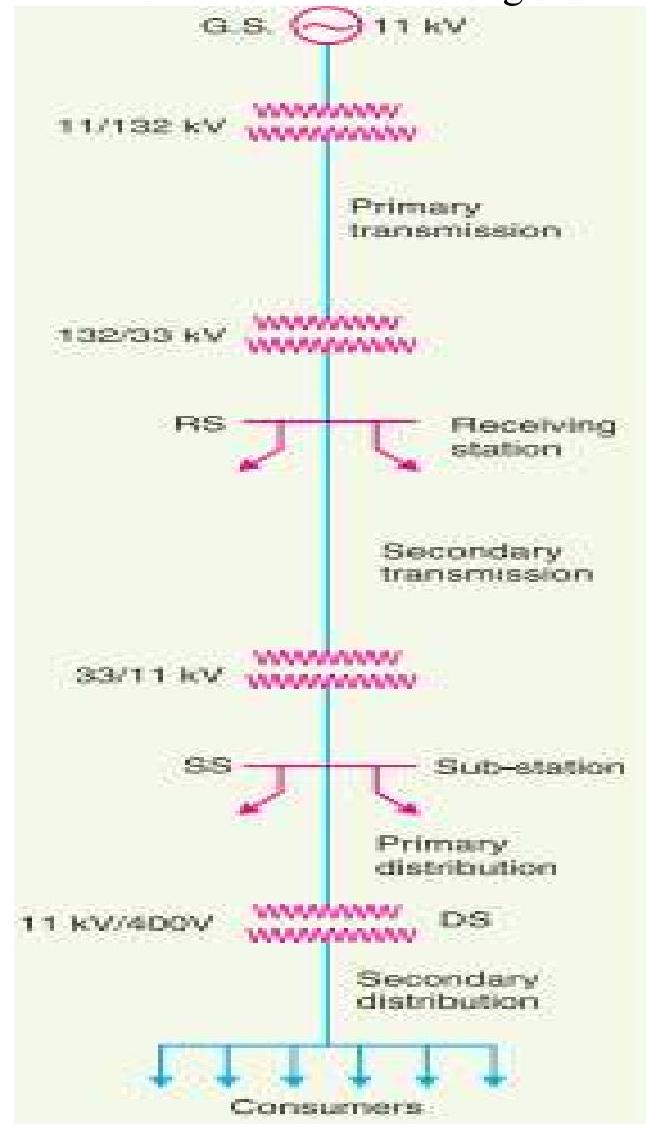 G.S. 11 kV
11/132 kV
Primary
transmission
132/33 kV
RS
Receiving
station
Secondary
transmission
33/11 kV
SS
Sub-station
Primary
distribution
11 kV/400V
DS
Secondary
distribution
Consumers